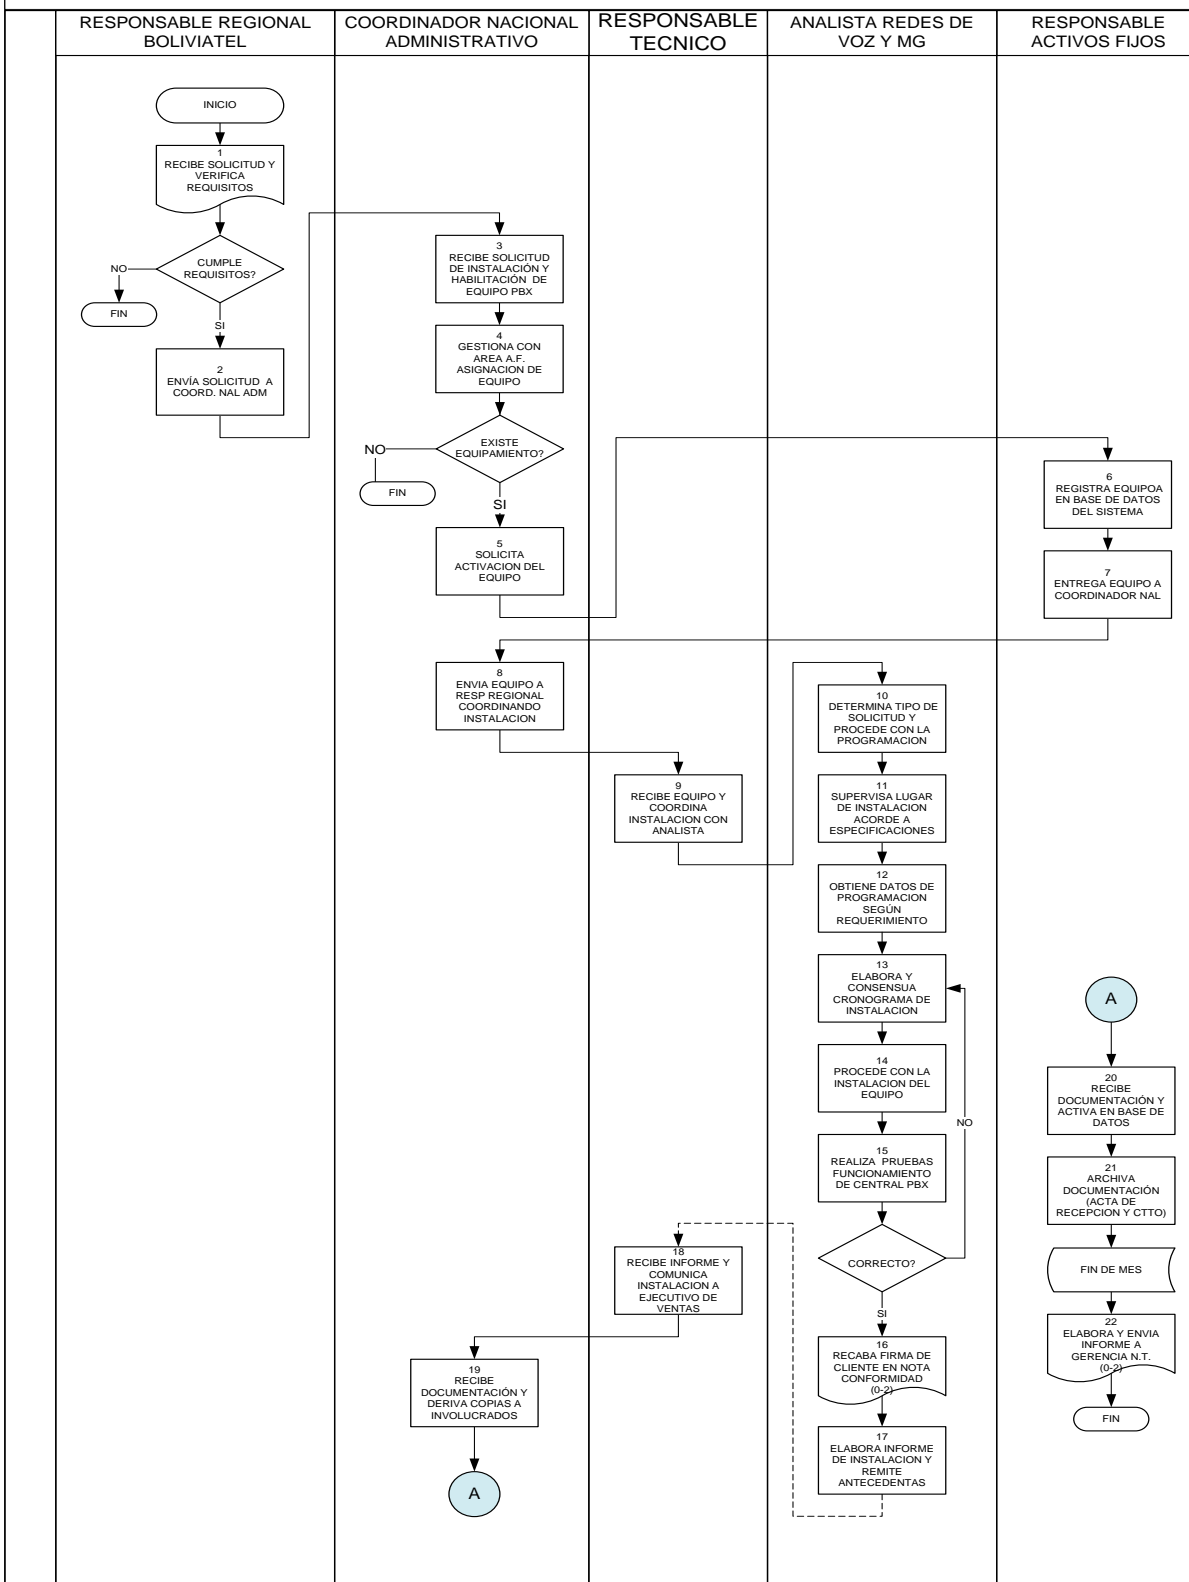 RESPONSABLE REGIONAL
BOLIVIATEL
COORDINADOR NACIONAL
ADMINISTRATIVO
RESPONSABLE
TECNICO
ANALISTA REDES DE
VOZ Y MG
RESPONSABLE
ACTIVOS FIJOS
INICIO
1
RECIBE SOLICITUD Y
VERIFICA
REQUISITOS
CUMPLE
REQUISITOS?
NO
FIN
SI
2
ENVÍA SOLICITUD A
COORD. NAL ADM
3
RECIBE SOLICITUD
DE INSTALACIÓN Y
HABILITACIÓN DE
EQUIPO PBX
4
GESTIONA CON
AREA A.F.
ASIGNACION DE
EQUIPO
EXISTE
EQUIPAMIENTO?
NO
FIN
SI
5
SOLICITA
ACTIVACION DEL
EQUIPO
6
REGISTRA EQUIPOA
EN BASE DE DATOS
DEL SISTEMA
7
ENTREGA EQUIPO A
COORDINADOR NAL
8
ENVIA EQUIPO A
RESP REGIONAL
COORDINANDO
INSTALACION
9
RECIBE EQUIPO Y
COORDINA
INSTALACION CON
ANALISTA
10
DETERMINA TIPO DE
SOLICITUD Y
PROCEDE CON LA
PROGRAMACION
11
SUPERVISA LUGAR
DE INSTALACION
ACORDE A
ESPECIFICACIONES
12
OBTIENE DATOS DE
PROGRAMACION
SEGÚN
REQUERIMIENTO
13
ELABORA Y
CONSENSUA
CRONOGRAMA DE
INSTALACION
14
PROCEDE CON LA
INSTALACION DEL
EQUIPO
15
REALIZA PRUEBAS
FUNCIONAMIENTO
DE CENTRAL PBX
CORRECTO?
NO
SI
16
RECABA FIRMA DE
CLIENTE EN NOTA
CONFORMIDAD
(0-2)
17
ELABORA INFORME
DE INSTALACION Y
REMITE
ANTECEDENTAS
18
RECIBE INFORME Y
COMUNICA
INSTALACION A
EJECUTIVO DE
VENTAS
19
RECIBE
DOCUMENTACIÓN Y
DERIVA COPIAS A
INVOLUCRADOS
A
A
20
RECIBE
DOCUMENTACIÓN Y
ACTIVA EN BASE DE
DATOS
21
ARCHIVA
DOCUMENTACIÓN
(ACTA DE
RECEPCION Y CTTO)
FIN DE MES
22
ELABORA Y ENVIA
INFORME A
GERENCIA N.T.
(0-2)
FIN